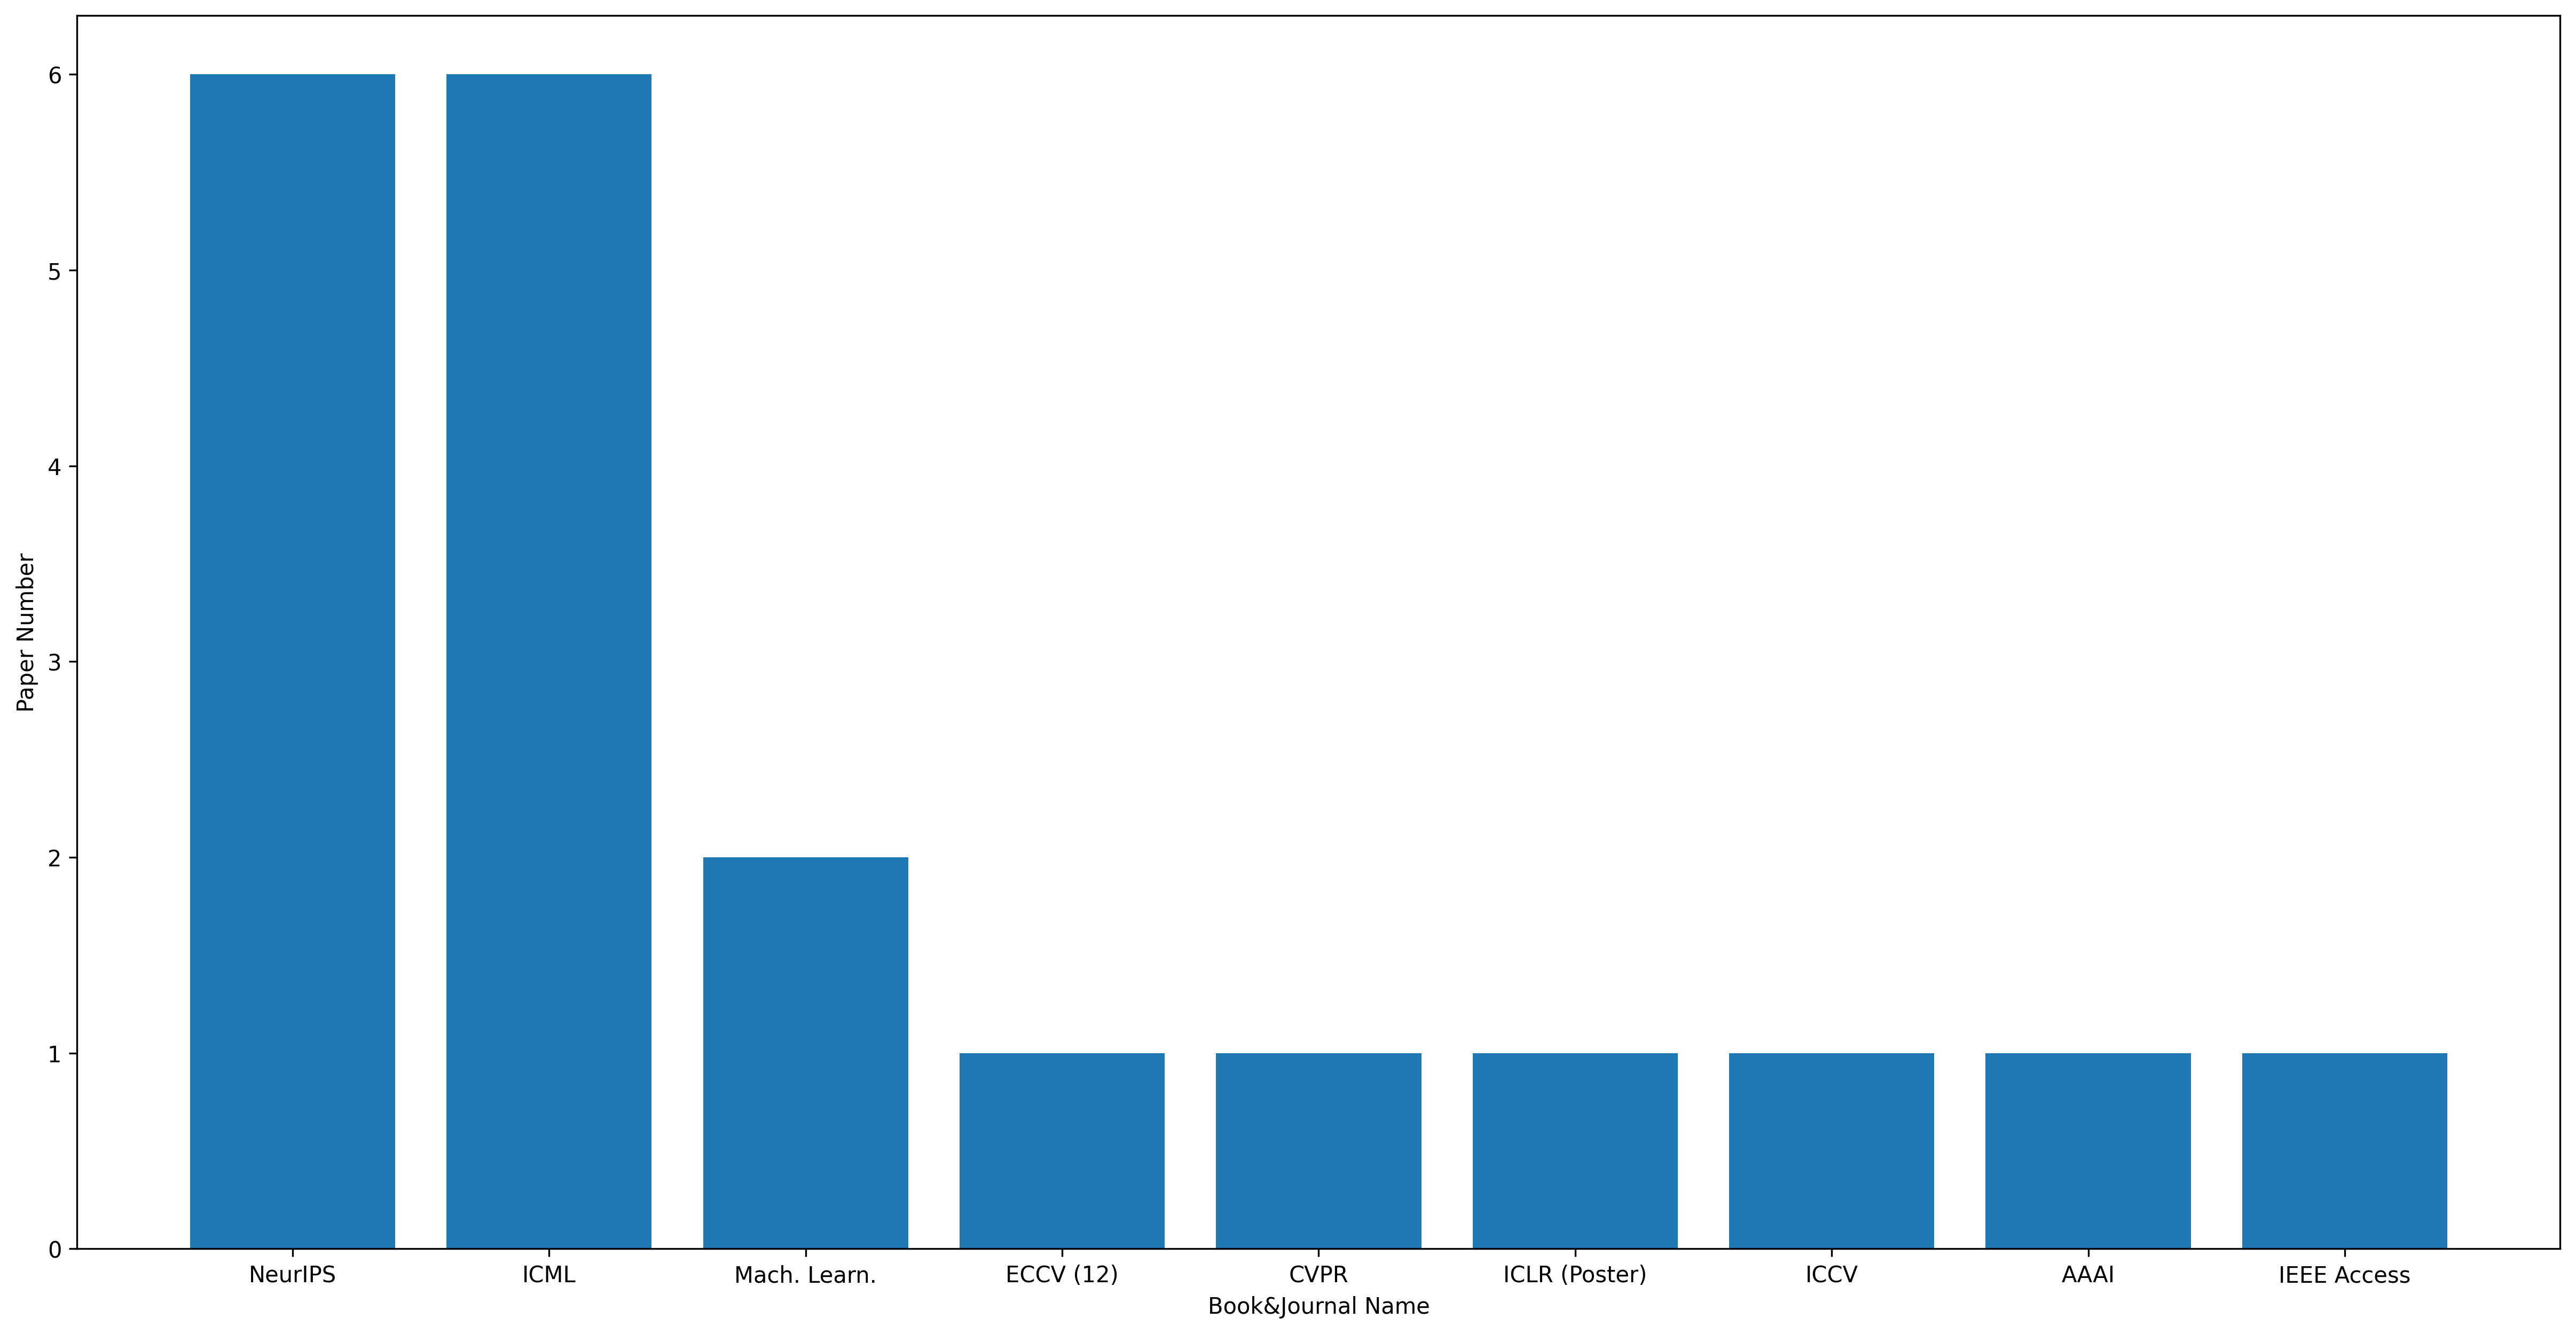 6
5
4
3
2
1
0
Paper Number
NeurIPS
ICML
Mach. Learn.
ECCV (12)
CVPR
ICLR (Poster)
ICCV
AAAI
IEEE Access
Book&Journal Name